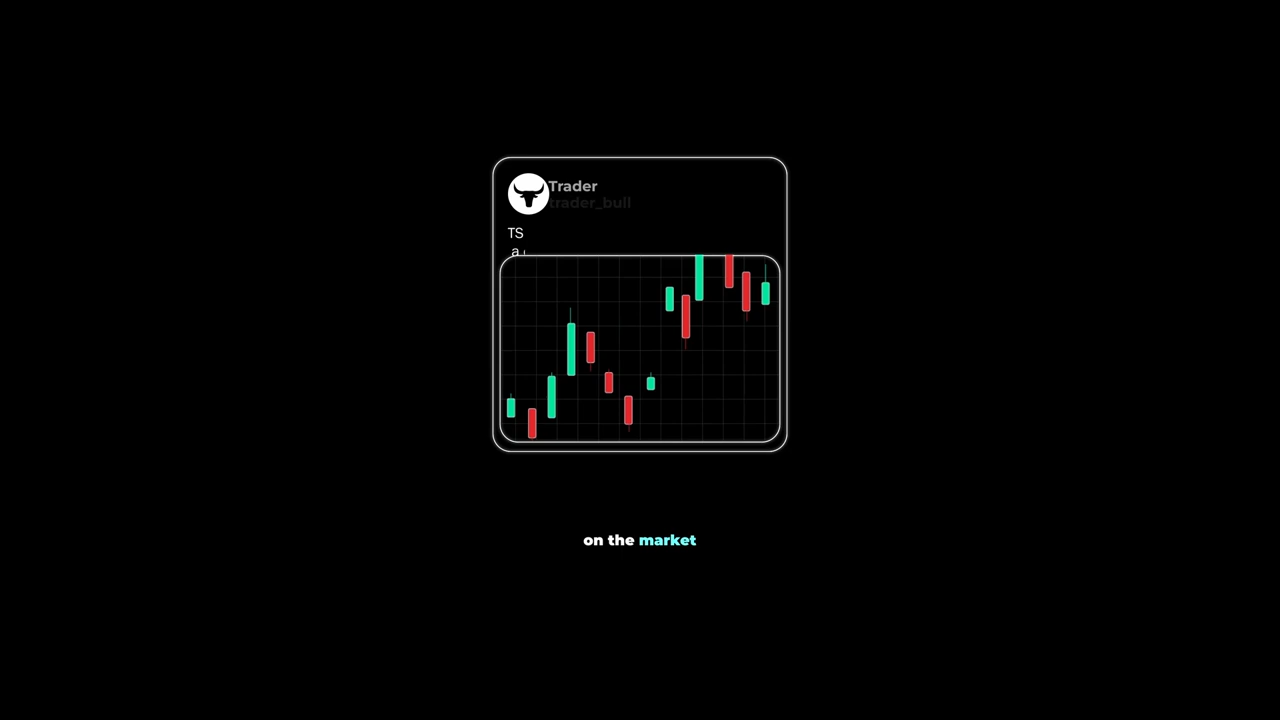 Trader
trader_bull
TS
a
on the market